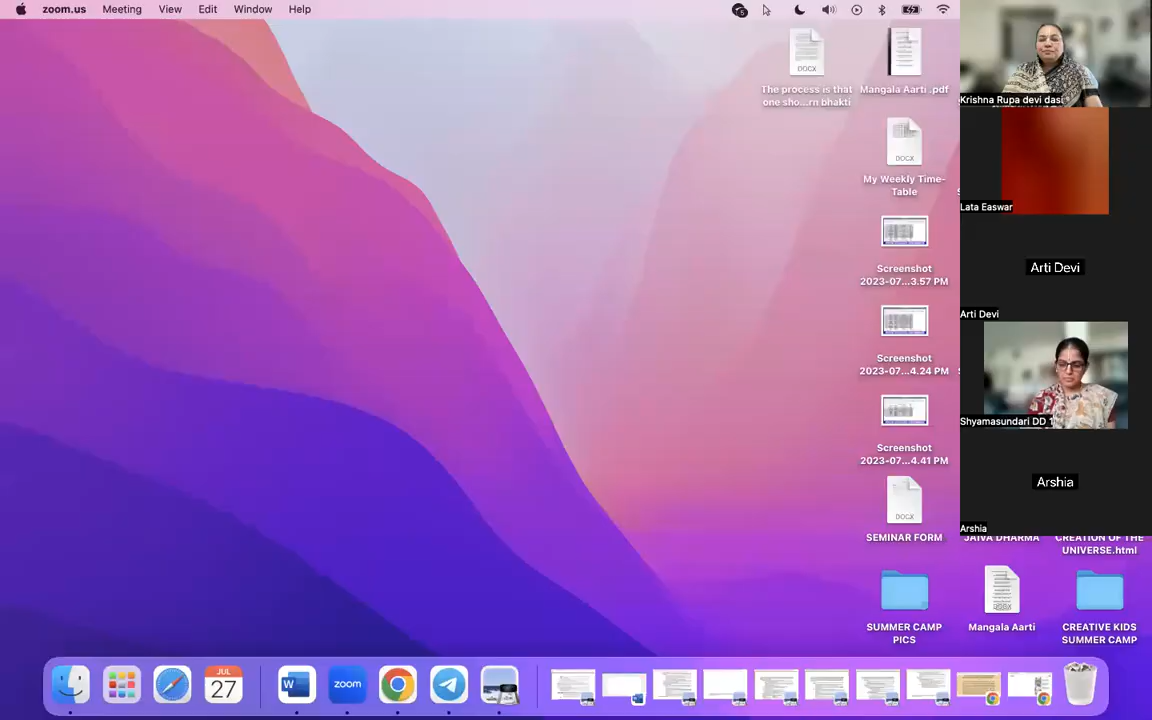 zoom.us Meeting View Edit Window Help
The process is that
one sho...rn bhakti
DOCX
Mangala Aarti .pdf
DOCX
My Weekly Time-
Table
Screenshot
2023-07...3.57 PM
Screenshot
2023-07...4.24 PM
Screenshot
2023-07...4.41 PM
DOCX
SEMINAR FORM
JAIVA DHARMA
CREATION OF THE
UNIVERSE.html
SUMMER CAMP
PICS
DOCX
Mangala Aarti
CREATIVE KIDS
SUMMER CAMP
Krishna Rupa devi dasi
Lata Easwar
Arti Devi
Arti Devi
Shyamasundari DD 1
Arshia
Arshia
JUL
27
W
zoom